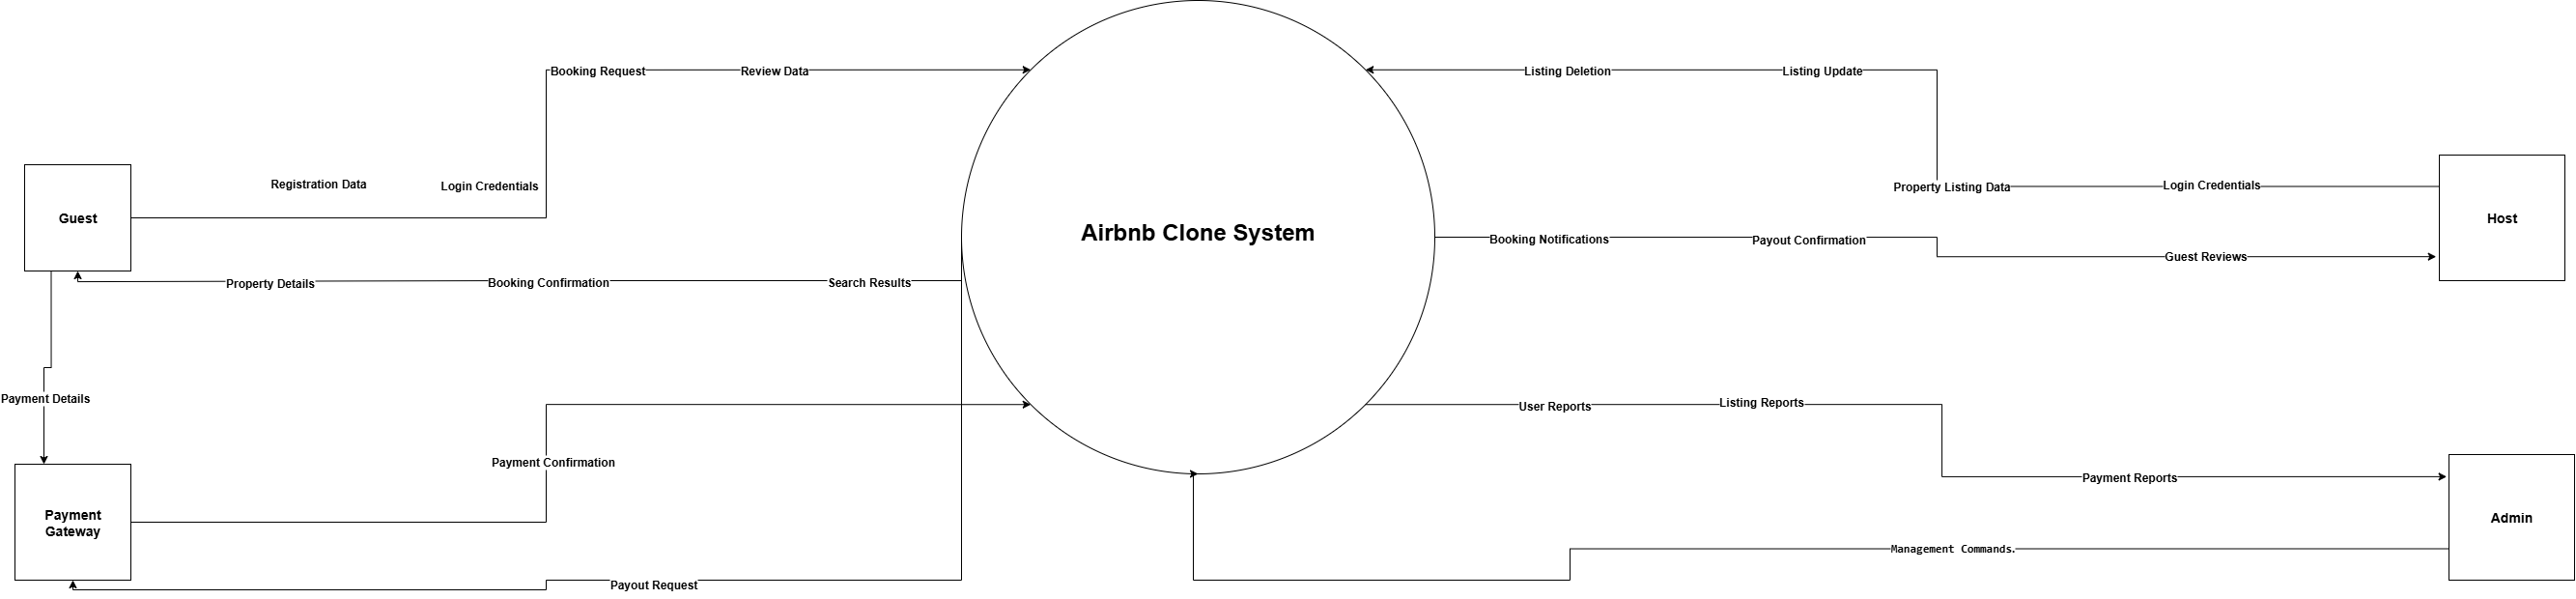 Booking Request
Review Data
Listing Deletion
Listing Update
Registration Data
Login Credentials
Property Listing Data
Login Credentials
Guest
Airbnb Clone System
Host
Booking Notifications
Payout Confirmation
Guest Reviews
Property Details
Booking Confirmation
Search Results
Payment Details
User Reports
Listing Reports
Payment Confirmation
Payment Reports
Payment
Gateway
Admin
Management Commands.
Payout Request